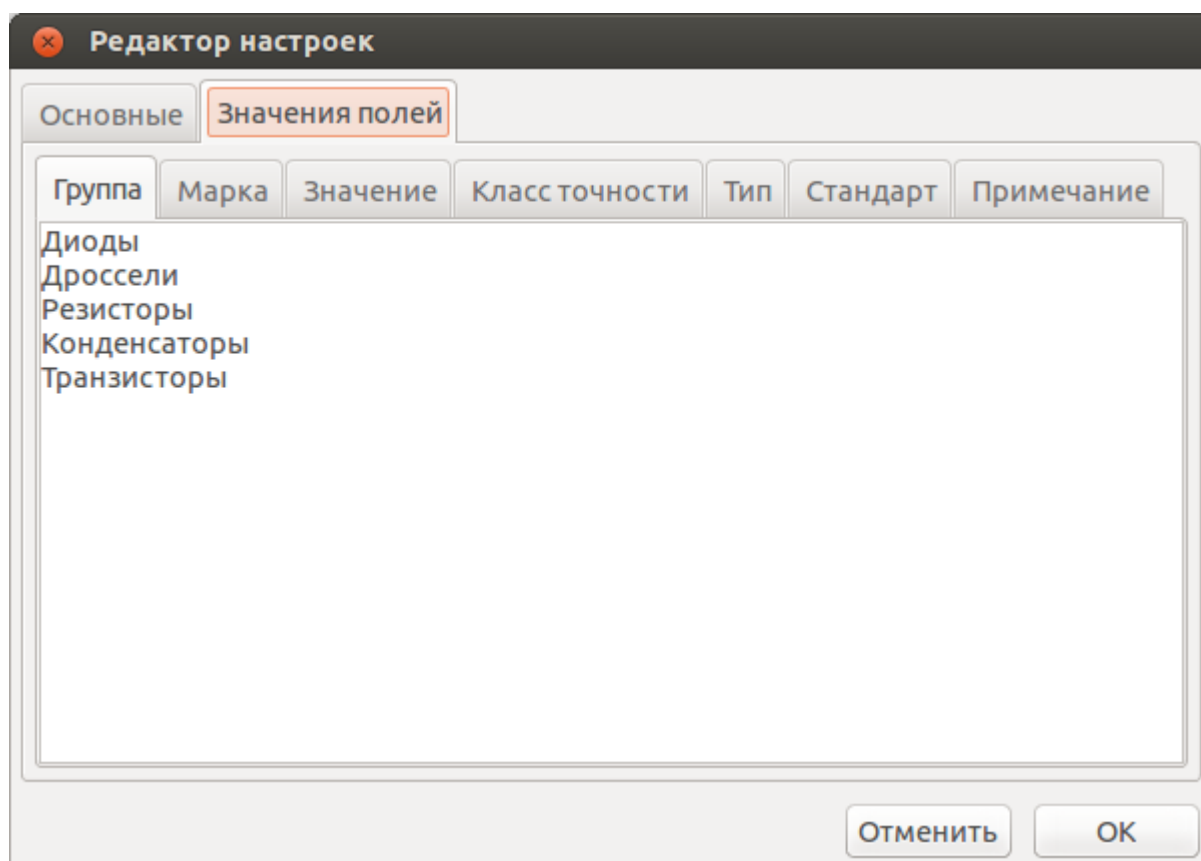 Редактор настроек
Основные Значения полей
Группа Марка Значение Класс точности Тип Стандарт Примечание
Диоды
Дроссели
Резисторы
Конденсаторы
Транзисторы
Отменить OK